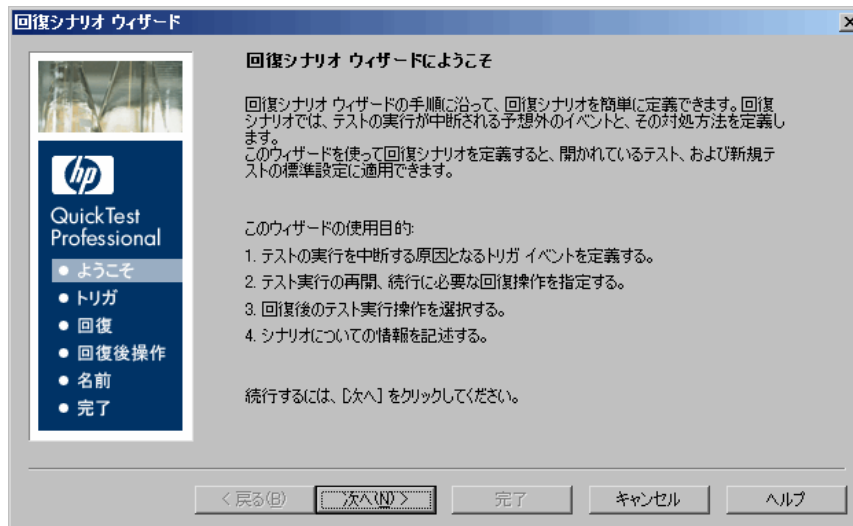 回復シナリオ ウィザード
回復シナリオ ウィザードにようこそ
回復シナリオ ウィザードの手順に沿って、回復シナリオを簡単に定義できます。回復
シナリオでは、テストの実行が中断される予想外のイベントと、その対処方法を定義し
ます。
このウィザードを使って回復シナリオを定義すると、開かれているテスト、および新規テ
ストの標準設定に適用できます。
hp
QuickTest
Professional
ようこそ
トリガ
回復
回復後操作
名前
完了
このウィザードの使用目的:
1. テストの実行を中断する原因となるトリガ イベントを定義する。
2. テスト実行の再開、続行に必要な回復操作を指定する。
3. 回復後のテスト実行操作を選択する。
4. シナリオについての情報を記述する。
続行するには、[次へ] をクリックしてください。
< 戻る(B) 次へ(N) > 完了 キャンセル ヘルプ